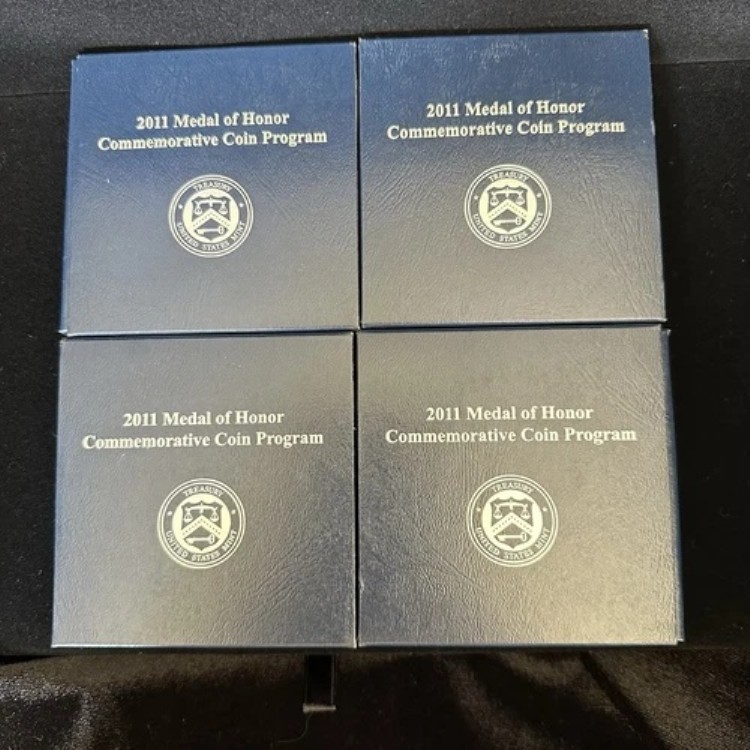 2011 Medal of Honor
Commemorative Coin Program
TREASURY
UNITED STATES MINT
2011 Medal of Honor
Commemorative Coin Program
TREASURY
UNITED STATES MINT
2011 Medal of Honor
Commemorative Coin Program
TREASURY
UNITED STATES MINT
2011 Medal of Honor
Commemorative Coin Program
TREASURY
UNITED STATES MINT